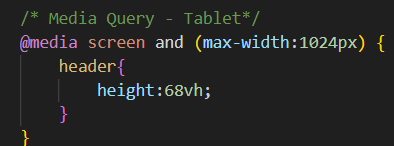 /* Media Query - Tablet*/
@media screen and (max-width:1024px) {
header{
height:68vh;
}
}